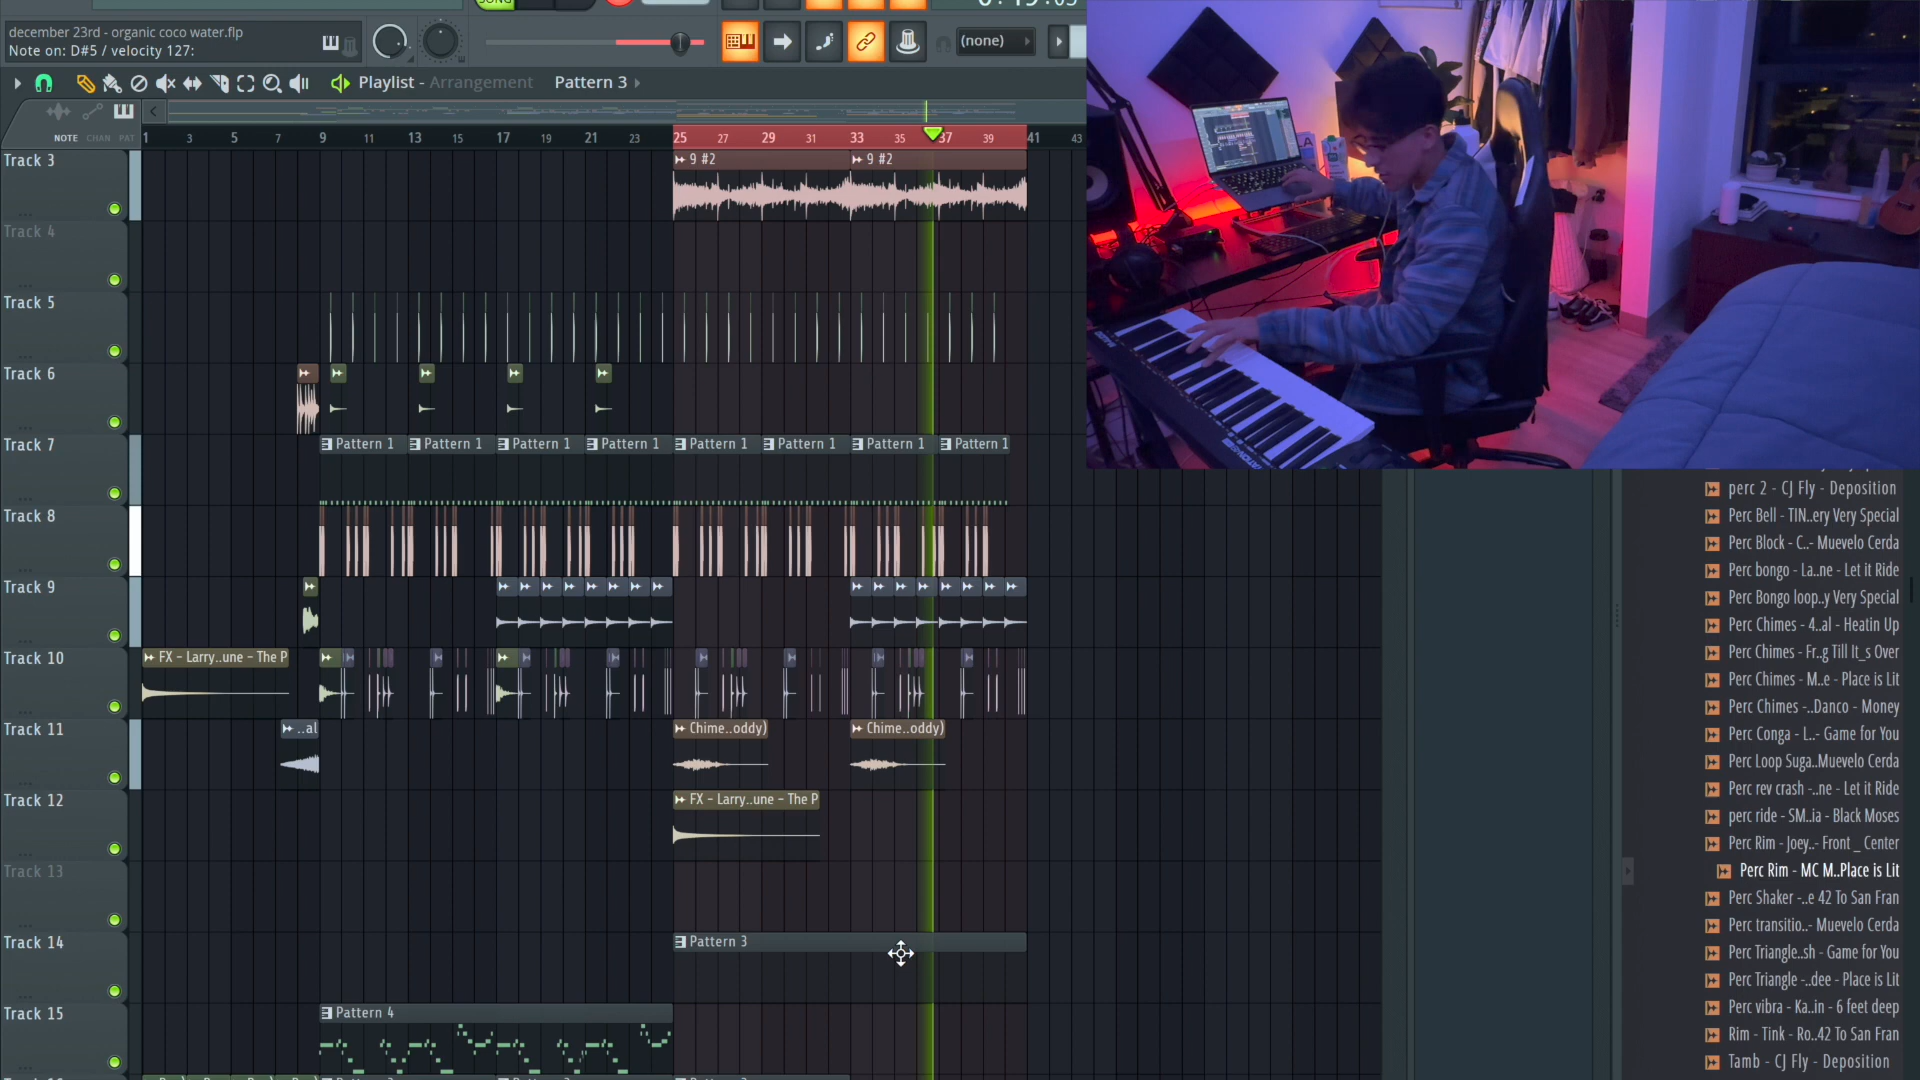 SONG
december 23rd - organic coco water.flp
Note on: D#5 / velocity 127:
(none)
Playlist - Arrangement Pattern 3
NOTE CHAN PAT
1 3 5 7 9 11 13 15 17 19 21 23 25 27 29 31 33 35 37 39 41 43
Track 3
9 #2 9 #2
Track 4
Track 5
Track 6
Track 7
Pattern 1 Pattern 1 Pattern 1 Pattern 1 Pattern 1 Pattern 1 Pattern 1 Pattern 1
Track 8
Track 9
Track 10
FX - Larry..une - The P
Track 11
..al Chime..oddy) Chime..oddy)
Track 12
FX - Larry..une - The P
Track 13
Track 14
Pattern 3
Track 15
Pattern 4
perc 2 - CJ Fly - Deposition
Perc Bell - TIN..ery Very Special
Perc Block - C..- Muevelo Cerda
Perc bongo - La..ne - Let it Ride
Perc Bongo loop..y Very Special
Perc Chimes - 4..al - Heatin Up
Perc Chimes - Fr..g Till It_s Over
Perc Chimes - M..e - Place is Lit
Perc Chimes -..Danco - Money
Perc Conga - L..- Game for You
Perc Loop Suga..Muevelo Cerda
Perc rev crash -..ne - Let it Ride
perc ride - SM..ia - Black Moses
Perc Rim - Joey..- Front _ Center
Perc Rim - MC M..Place is Lit
Perc Shaker -..e 42 To San Fran
Perc transitio..- Muevelo Cerda
Perc Triangle..sh - Game for You
Perc Triangle -..dee - Place is Lit
Perc vibra - Ka..in - 6 feet deep
Rim - Tink - Ro..42 To San Fran
Tamb - CJ Fly - Deposition